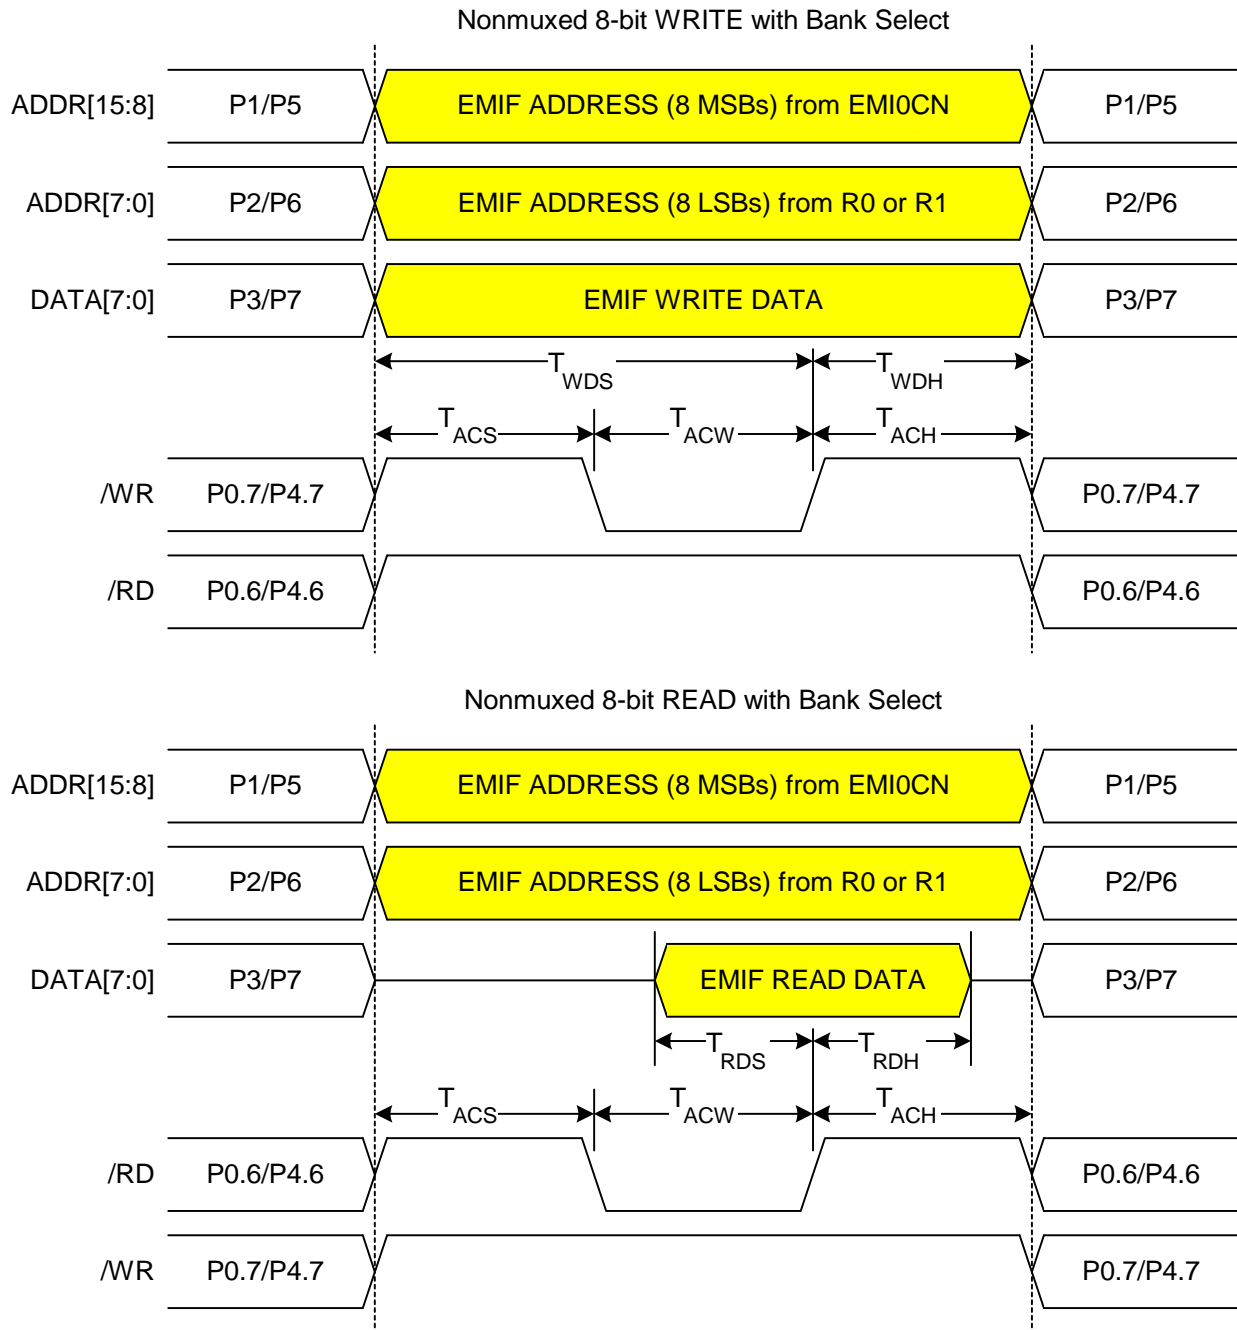 Nonmuxed 8-bit WRITE with Bank Select
ADDR[15:8] P1/P5 EMIF ADDRESS (8 MSBs) from EMI0CN P1/P5
ADDR[7:0] P2/P6 EMIF ADDRESS (8 LSBs) from R0 or R1 P2/P6
DATA[7:0] P3/P7 EMIF WRITE DATA P3/P7
TWDS TWDH
TACS TACW TACH
/WR P0.7/P4.7 P0.7/P4.7
/RD P0.6/P4.6 P0.6/P4.6
Nonmuxed 8-bit READ with Bank Select
ADDR[15:8] P1/P5 EMIF ADDRESS (8 MSBs) from EMI0CN P1/P5
ADDR[7:0] P2/P6 EMIF ADDRESS (8 LSBs) from R0 or R1 P2/P6
DATA[7:0] P3/P7 EMIF READ DATA P3/P7
TRDS TRDH
TACS TACW TACH
/RD P0.6/P4.6 P0.6/P4.6
/WR P0.7/P4.7 P0.7/P4.7